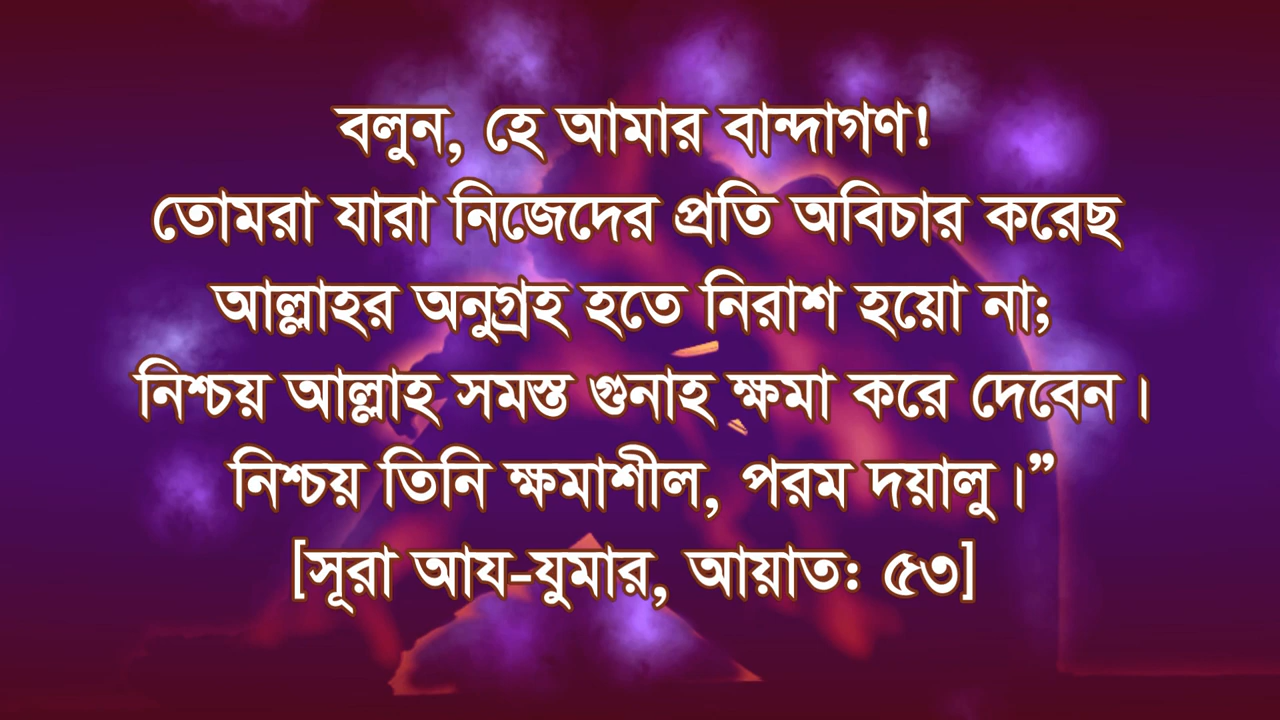 বলুন, হে আমার বান্দাগণ!
তোমরা যারা নিজেদের প্রতি অবিচার করেছ
আল্লাহর অনুগ্রহ হতে নিরাশ হয়ো না;
নিশ্চয় আল্লাহ সমস্ত গুনাহ ক্ষমা করে দেবেন।
নিশ্চয় তিনি ক্ষমাশীল, পরম দয়ালু।”
[সূরা আয-যুমার, আয়াত: ৫৩]